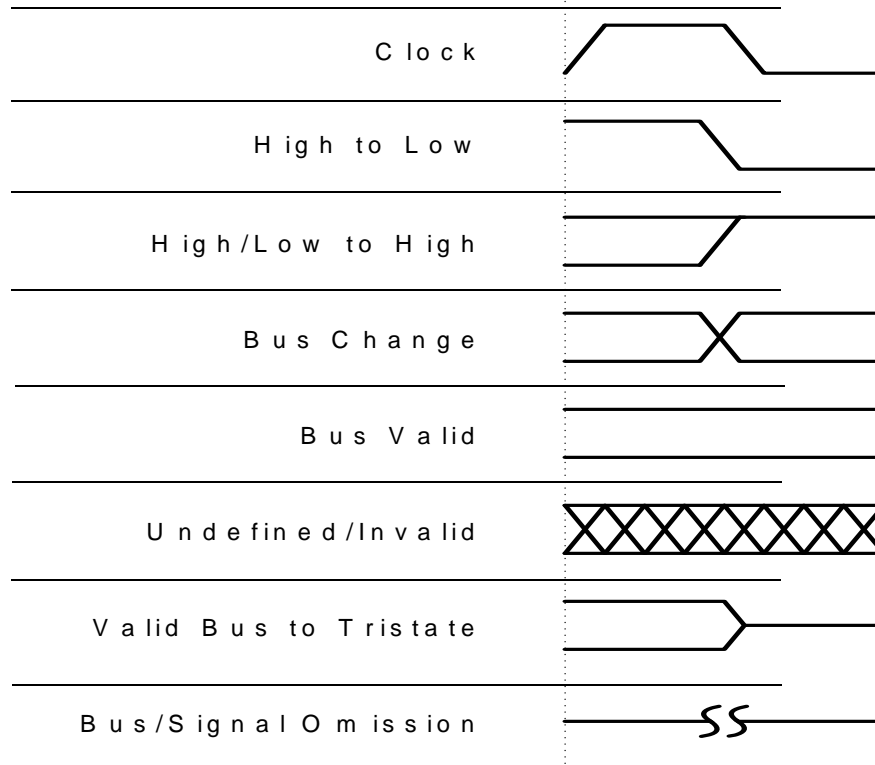 Clock
High to Low
High/Low to High
Bus Change
Bus Valid
Undefined/Invalid
Valid Bus to Tristate
Bus/Signal Omission